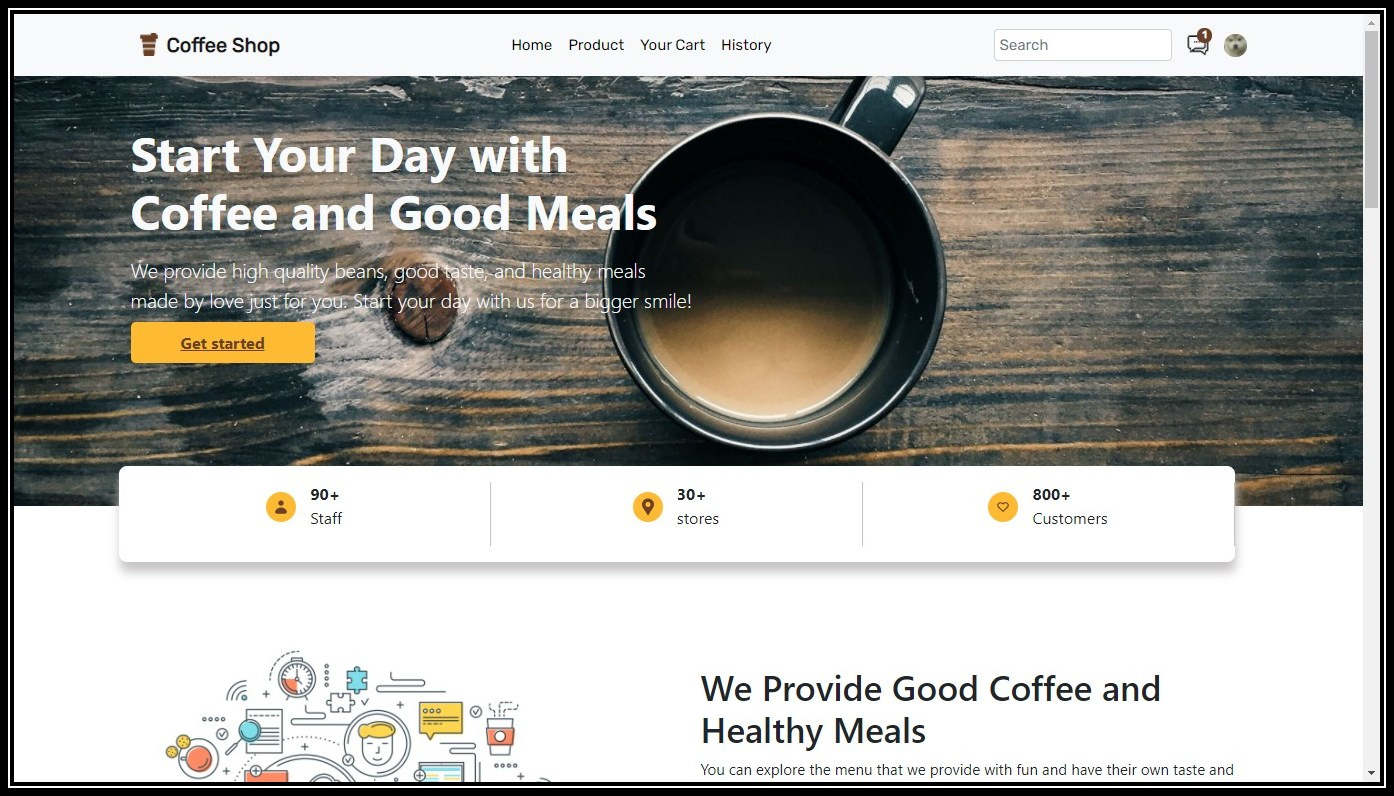 Coffee Shop
Home Product Your Cart History
Search
1
Start Your Day with
Coffee and Good Meals
We provide high quality beans, good taste, and healthy meals
made by love just for you. Start your day with us for a bigger smile!
Get started
90+
Staff
30+
stores
800+
Customers
We Provide Good Coffee and
Healthy Meals
You can explore the menu that we provide with fun and have their own taste and